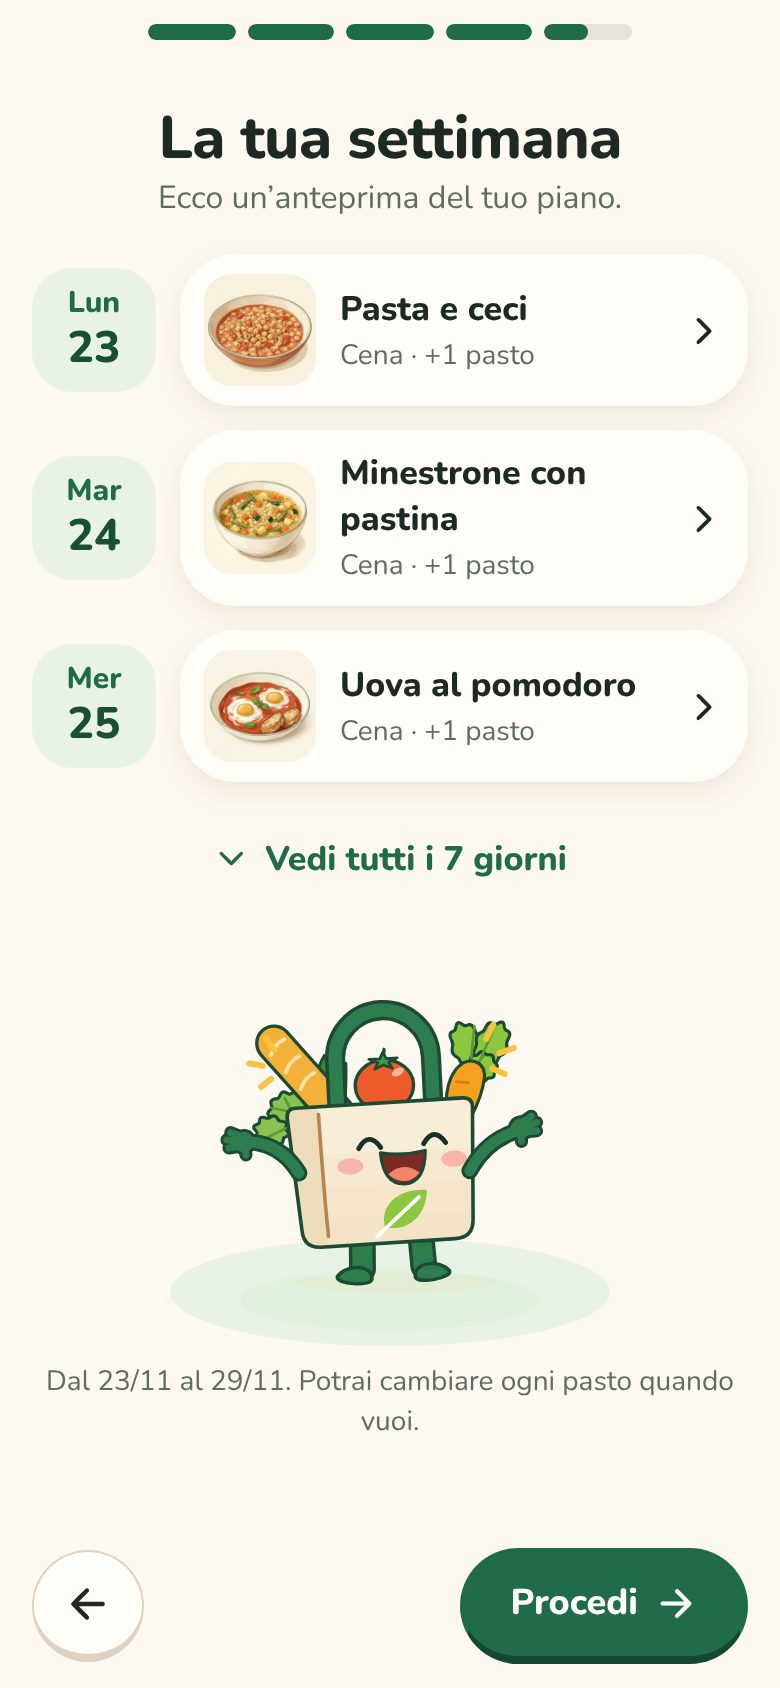 La tua settimana
Ecco un’anteprima del tuo piano.
Lun
23
Pasta e ceci
Cena · +1 pasto
Mar
24
Minestrone con
pastina
Cena · +1 pasto
Mer
25
Uova al pomodoro
Cena · +1 pasto
Vedi tutti i 7 giorni
Dal 23/11 al 29/11. Potrai cambiare ogni pasto quando
vuoi.
Procedi